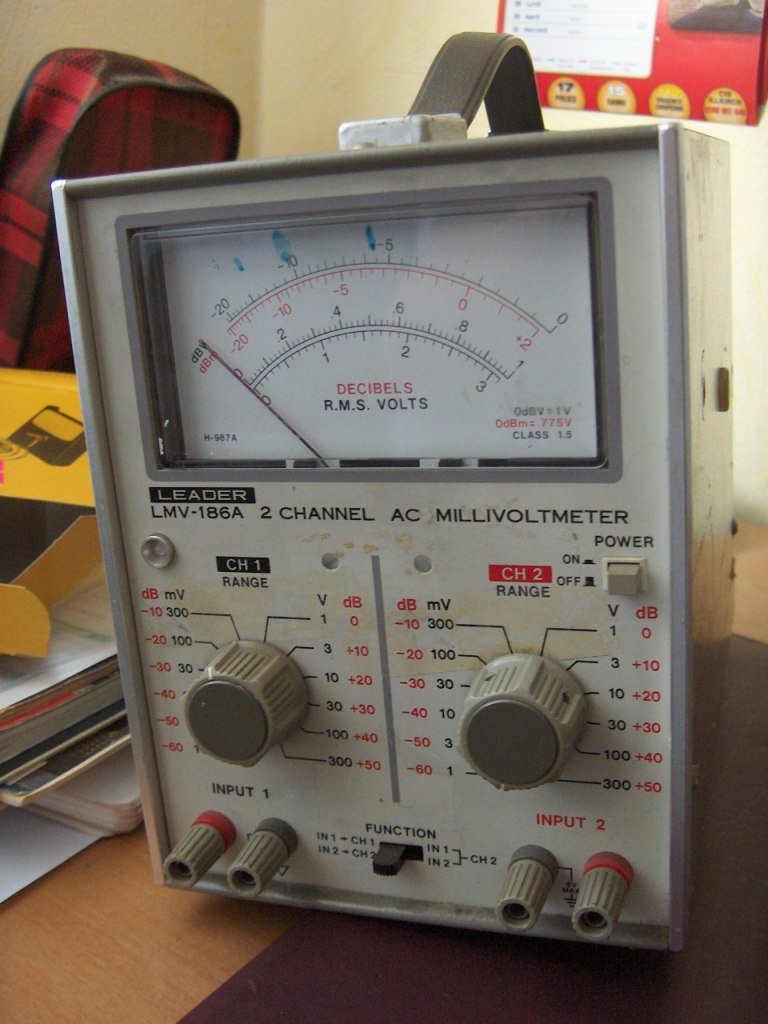 17 15
POLICE SAMU
-20 -10 -5 0
-20 -10 -5 0 +2
0 .2 .4 .6 .8 1
0 1 2 3
dBV
dBm
DECIBELS
R.M.S. VOLTS
H-987A
0dBV=1V
0dBm=.775V
CLASS 1.5
LEADER
LMV-186A 2 CHANNEL AC MILLIVOLTMETER
POWER
ON
OFF
CH 1
RANGE
CH 2
RANGE
dB mV V dB
-10 300 1 0
-20 100 3 +10
-30 30 10 +20
-40 30 +30
-50 100 +40
-60 1 300 +50
dB mV V dB
-10 300 1 0
-20 100 3 +10
-30 30 10 +20
-40 10 30 +30
-50 3 100 +40
-60 1 300 +50
INPUT 1
INPUT 2
FUNCTION
IN 1 → CH 1
IN 2 → CH 2
IN 1
IN 2
CH 2
MAX